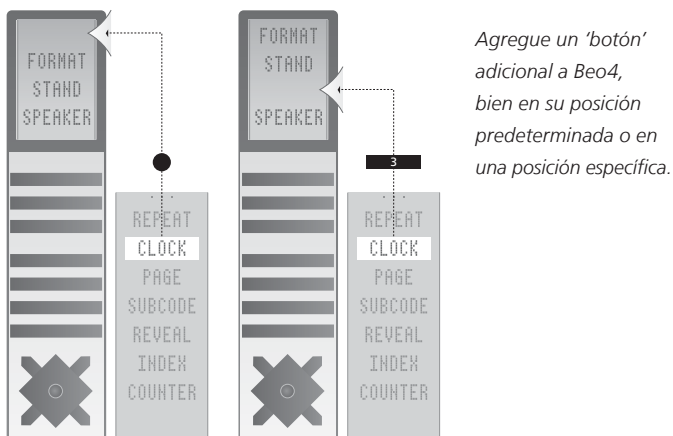 FORMAT
STAND
SPEAKER
REPEAT
CLOCK
PAGE
SUBCODE
REVEAL
INDEX
COUNTER
FORMAT
STAND
SPEAKER
3
REPEAT
CLOCK
PAGE
SUBCODE
REVEAL
INDEX
COUNTER
Agregue un ‘botón’
adicional a Beo4,
bien en su posición
predeterminada o en
una posición específica.